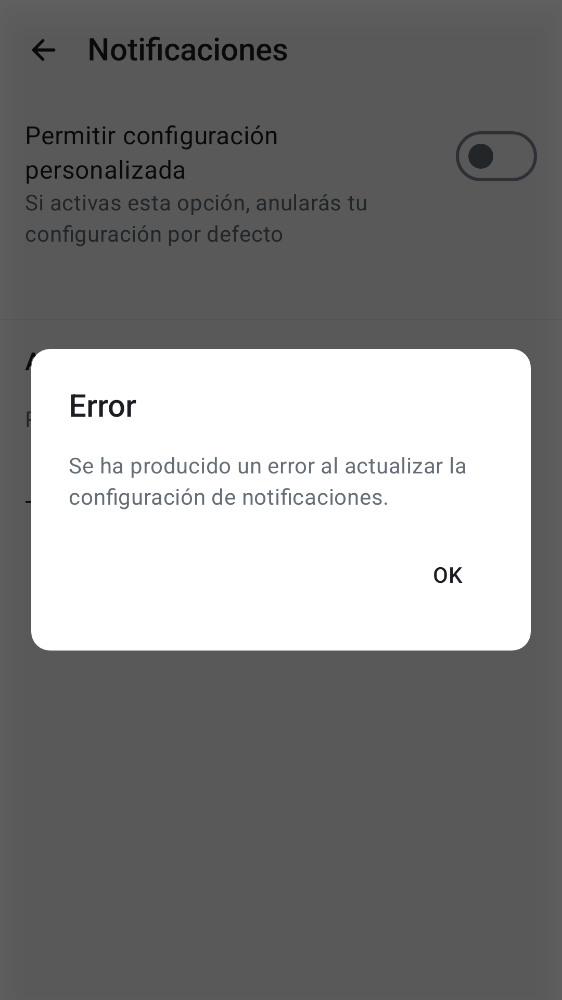 Notificaciones
Permitir configuración
personalizada
Si activas esta opción, anularás tu
configuración por defecto
Error
Se ha producido un error al actualizar la
configuración de notificaciones.
OK